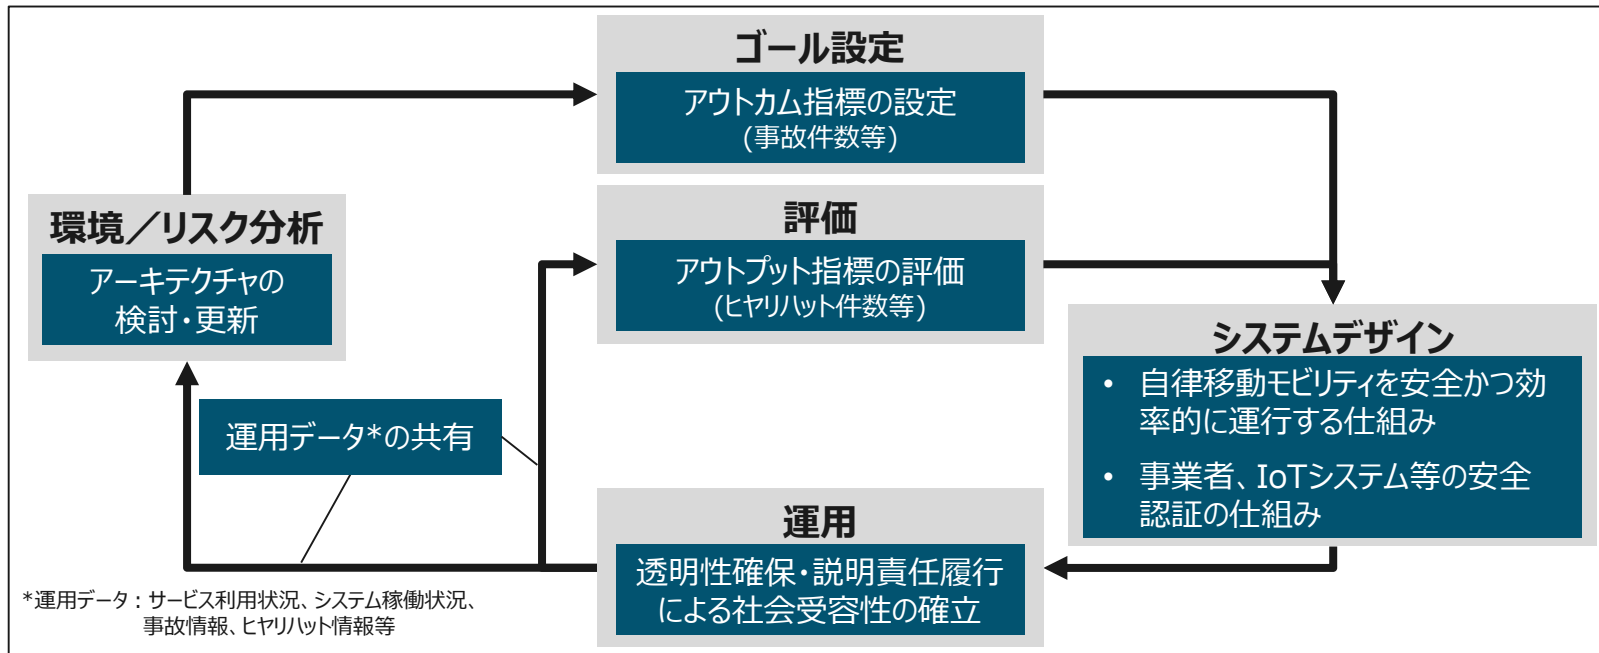 ゴール設定
アウトカム指標の設定
(事故件数等)
環境／リスク分析
アーキテクチャの
検討・更新
評価
アウトプット指標の評価
(ヒヤリハット件数等)
システムデザイン
• 自律移動モビリティを安全かつ効
率的に運行する仕組み
• 事業者、IoTシステム等の安全
認証の仕組み
運用データ*の共有
運用
透明性確保・説明責任履行
による社会受容性の確立
*運用データ：サービス利用状況、システム稼働状況、
事故情報、ヒヤリハット情報等